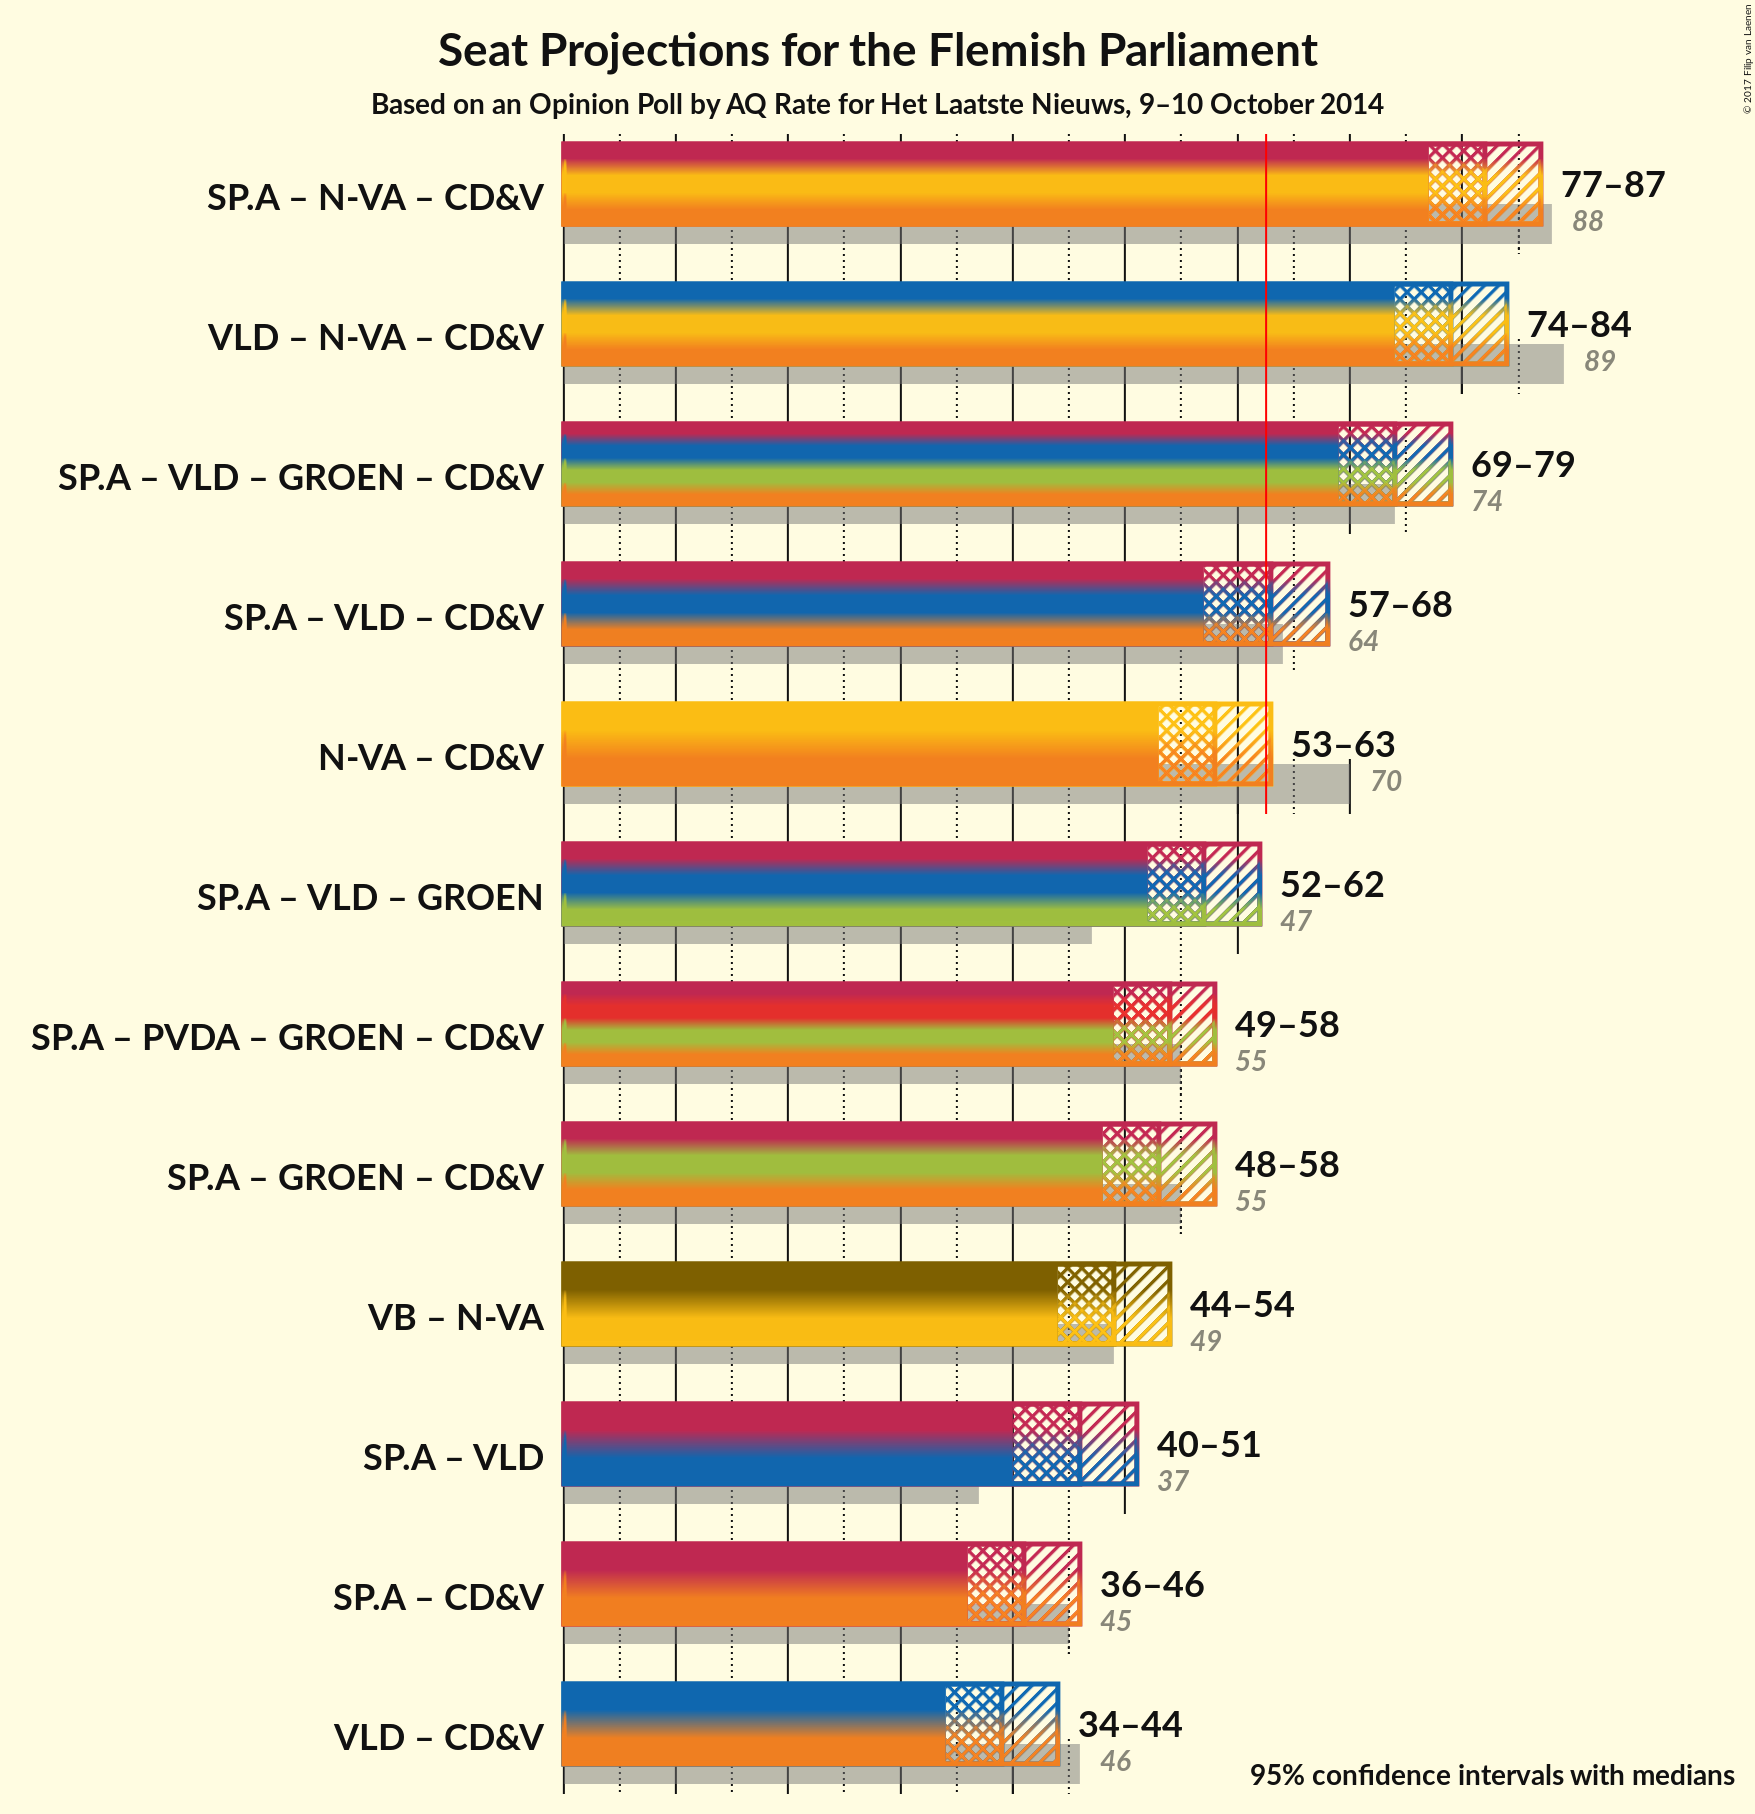 Seat Projections for the Flemish Parliament
Based on an Opinion Poll by AQ Rate for Het Laatste Nieuws, 9–10 October 2014
© 2017 Filip van Laenen
SP.A – N-VA – CD&V
77–87
88
VLD – N-VA – CD&V
74–84
89
SP.A – VLD – GROEN – CD&V
69–79
74
SP.A – VLD – CD&V
57–68
64
N-VA – CD&V
53–63
70
SP.A – VLD – GROEN
52–62
47
SP.A – PVDA – GROEN – CD&V
49–58
55
SP.A – GROEN – CD&V
48–58
55
VB – N-VA
44–54
49
SP.A – VLD
40–51
37
SP.A – CD&V
36–46
45
VLD – CD&V
34–44
46
95% confidence intervals with medians